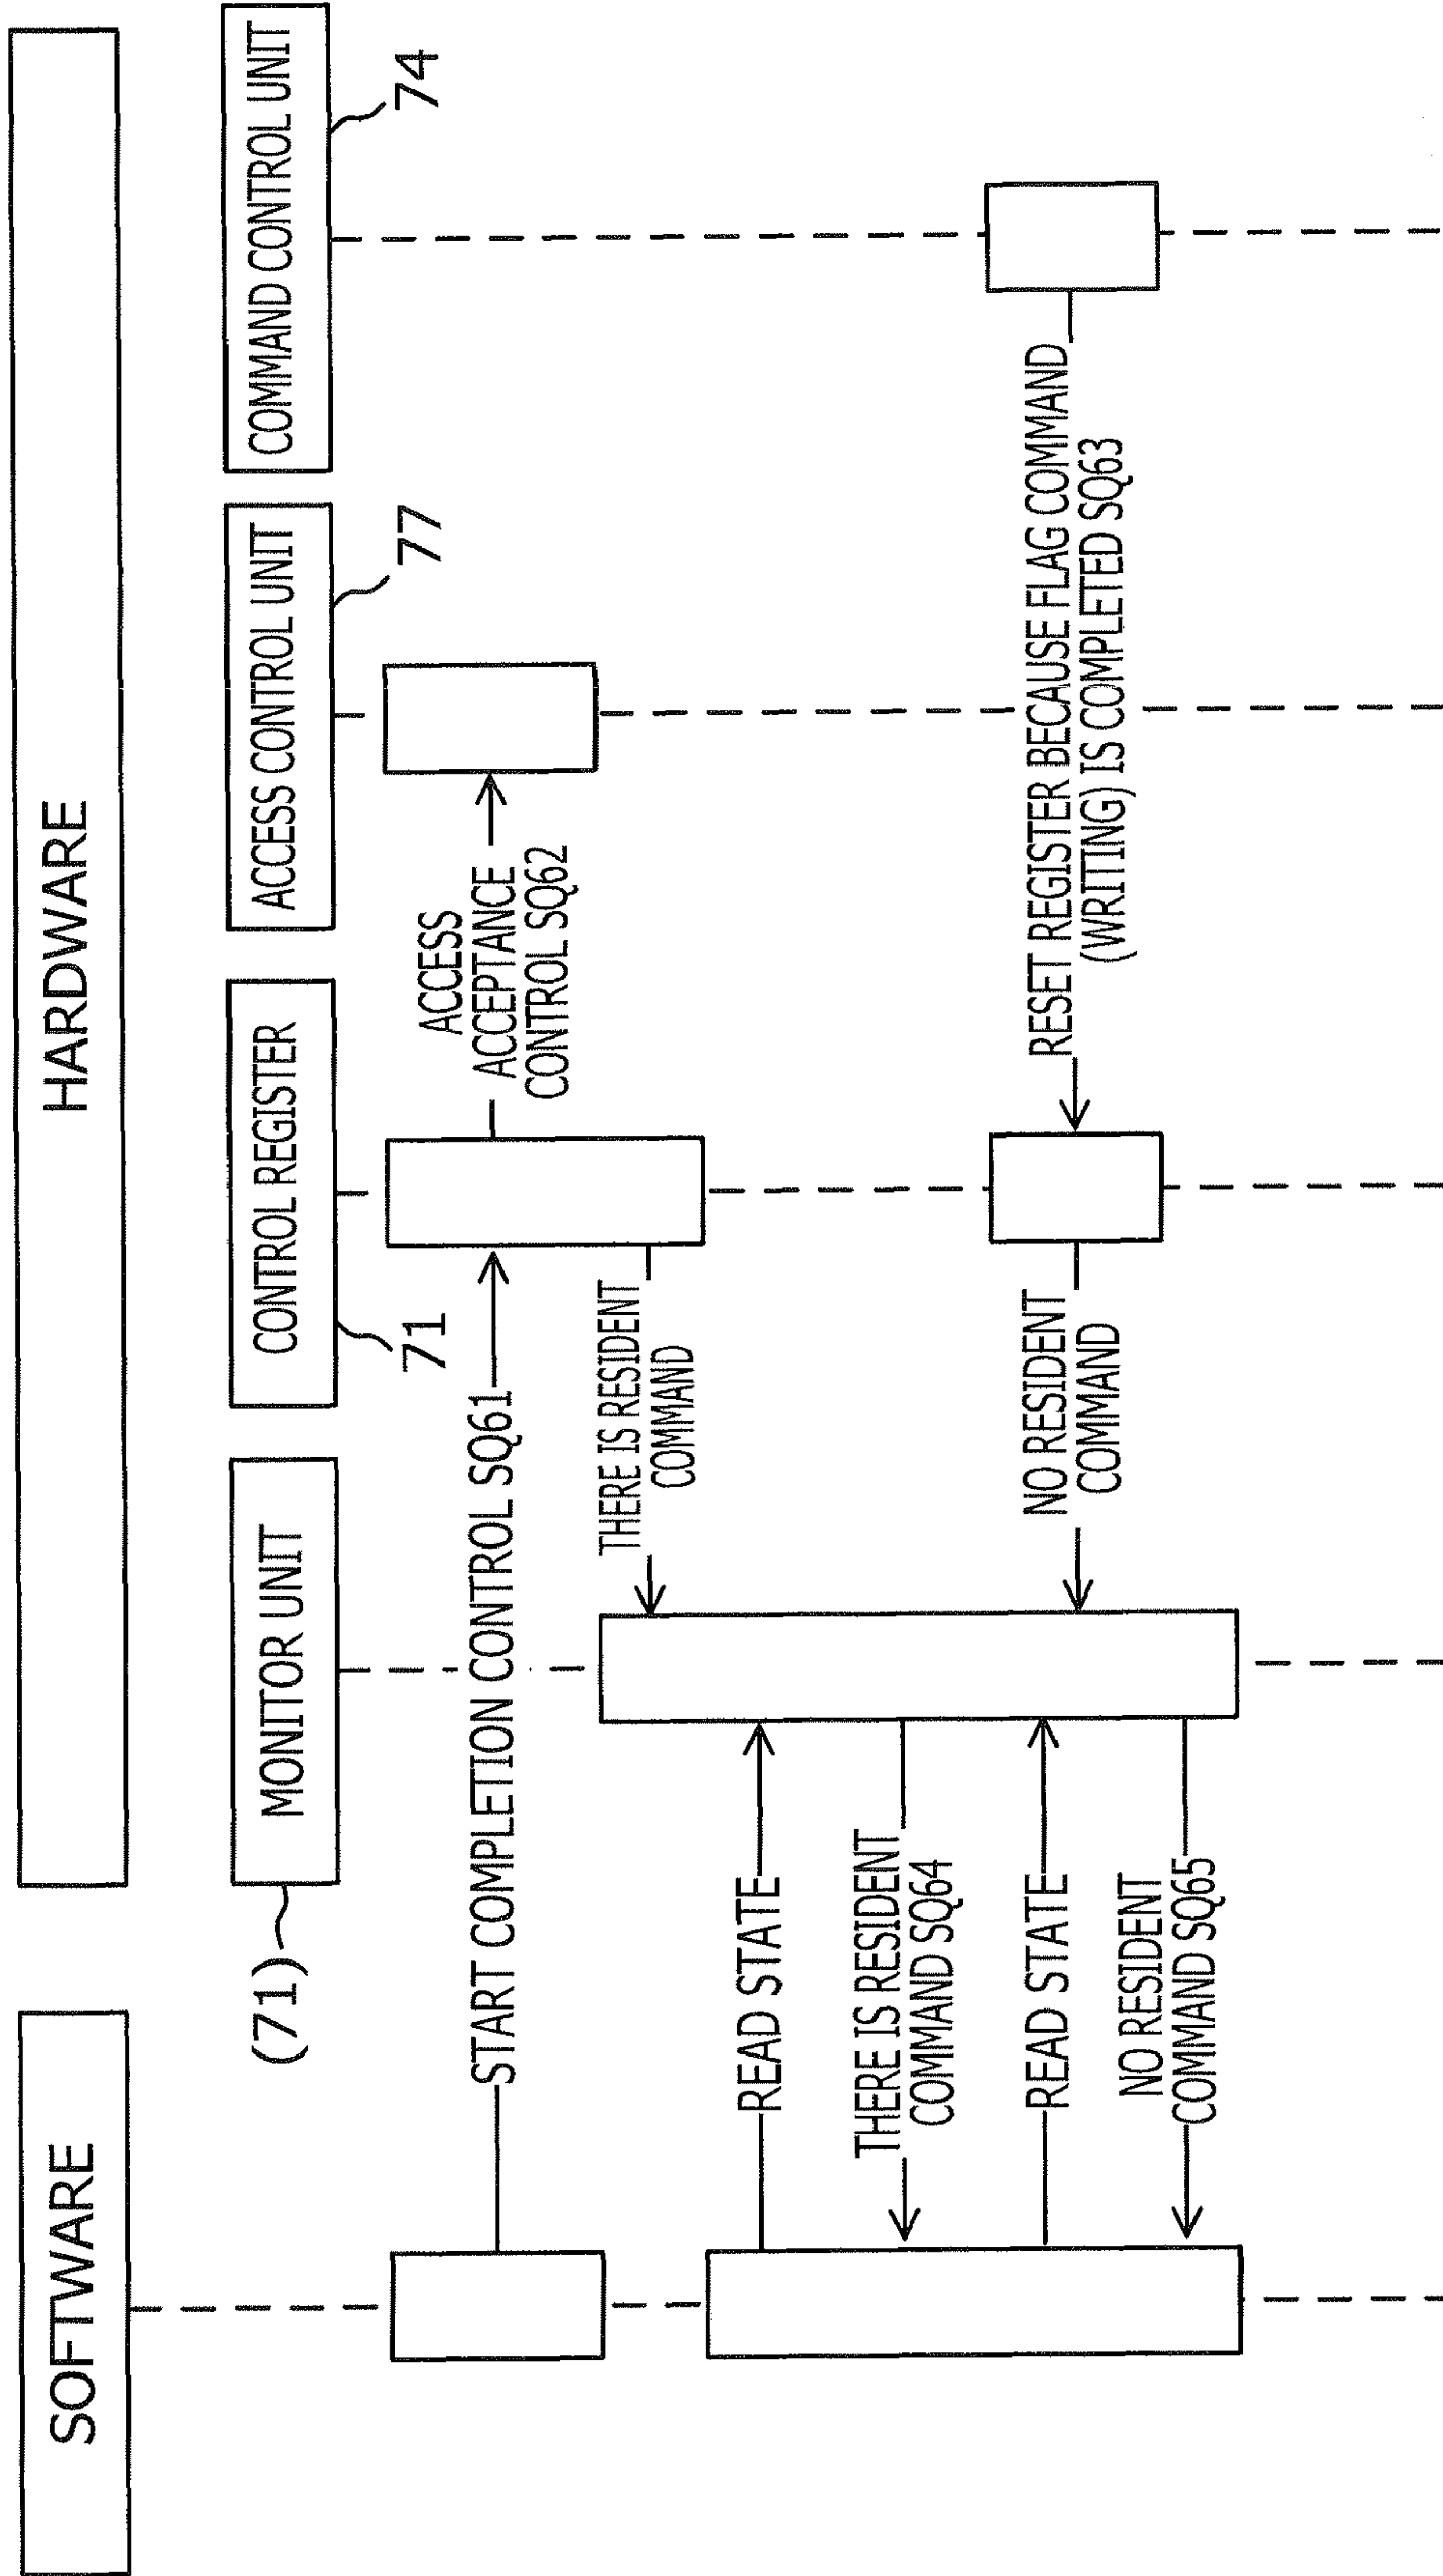 SOFTWARE
HARDWARE
(71)
MONITOR UNIT
CONTROL REGISTER
71
ACCESS CONTROL UNIT
77
COMMAND CONTROL UNIT
74
START COMPLETION CONTROL SQ61
ACCESS
ACCEPTANCE
CONTROL SQ62
THERE IS RESIDENT
COMMAND
READ STATE
THERE IS RESIDENT
COMMAND SQ64
READ STATE
RESET REGISTER BECAUSE FLAG COMMAND
(WRITING) IS COMPLETED SQ63
NO RESIDENT
COMMAND
NO RESIDENT
COMMAND SQ65